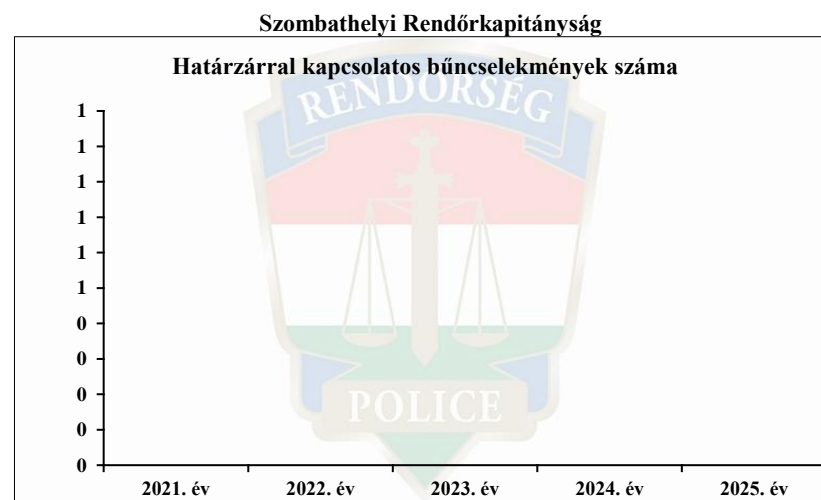 Szombathelyi Rendőrkapitányság
Határzárral kapcsolatos bűncselekmények száma
RENDŐRSÉG
1
1
1
1
1
1
0
0
0
0
0
POLICE
2021. év 2022. év 2023. év 2024. év 2025. év